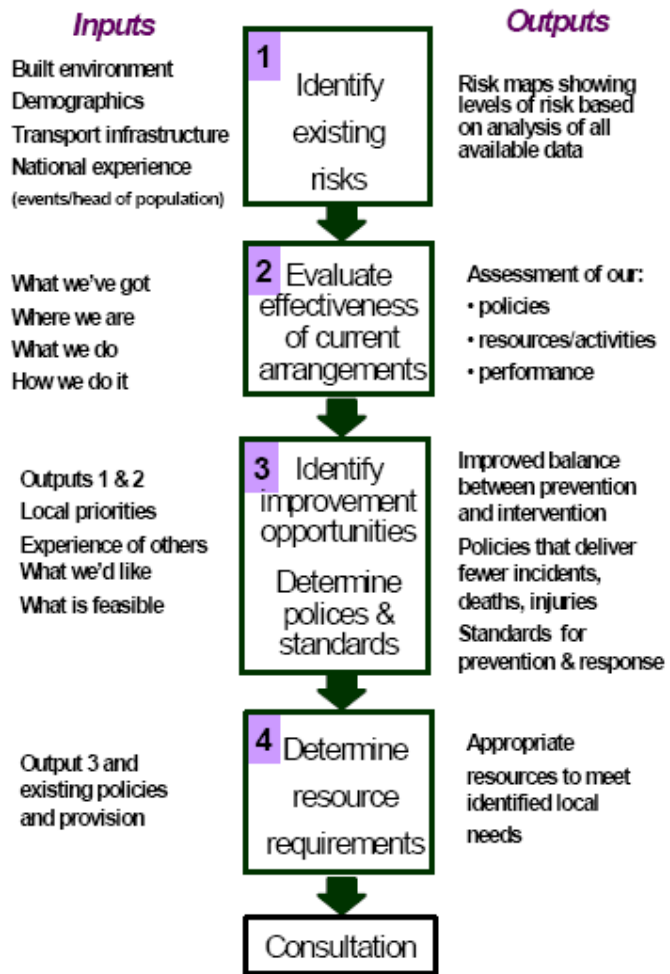 Inputs
Outputs
Built environment
Demographics
Transport infrastructure
National experience
(events/head of population)
1
Identify
existing
risks
Risk maps showing
levels of risk based
on analysis of all
available data
What we've got
Where we are
What we do
How we do it
2
Evaluate
effectiveness
of current
arrangements
Assessment of our:
• policies
• resources/activities
• performance
Outputs 1 & 2
Local priorities
Experience of others
What we'd like
What is feasible
3
Identify
improvement
opportunities
Determine
polices &
standards
Improved balance
between prevention
and intervention
Policies that deliver
fewer incidents,
deaths, injuries
Standards for
prevention & response
Output 3 and
existing policies
and provision
4
Determine
resource
requirements
Appropriate
resources to meet
identified local
needs
Consultation